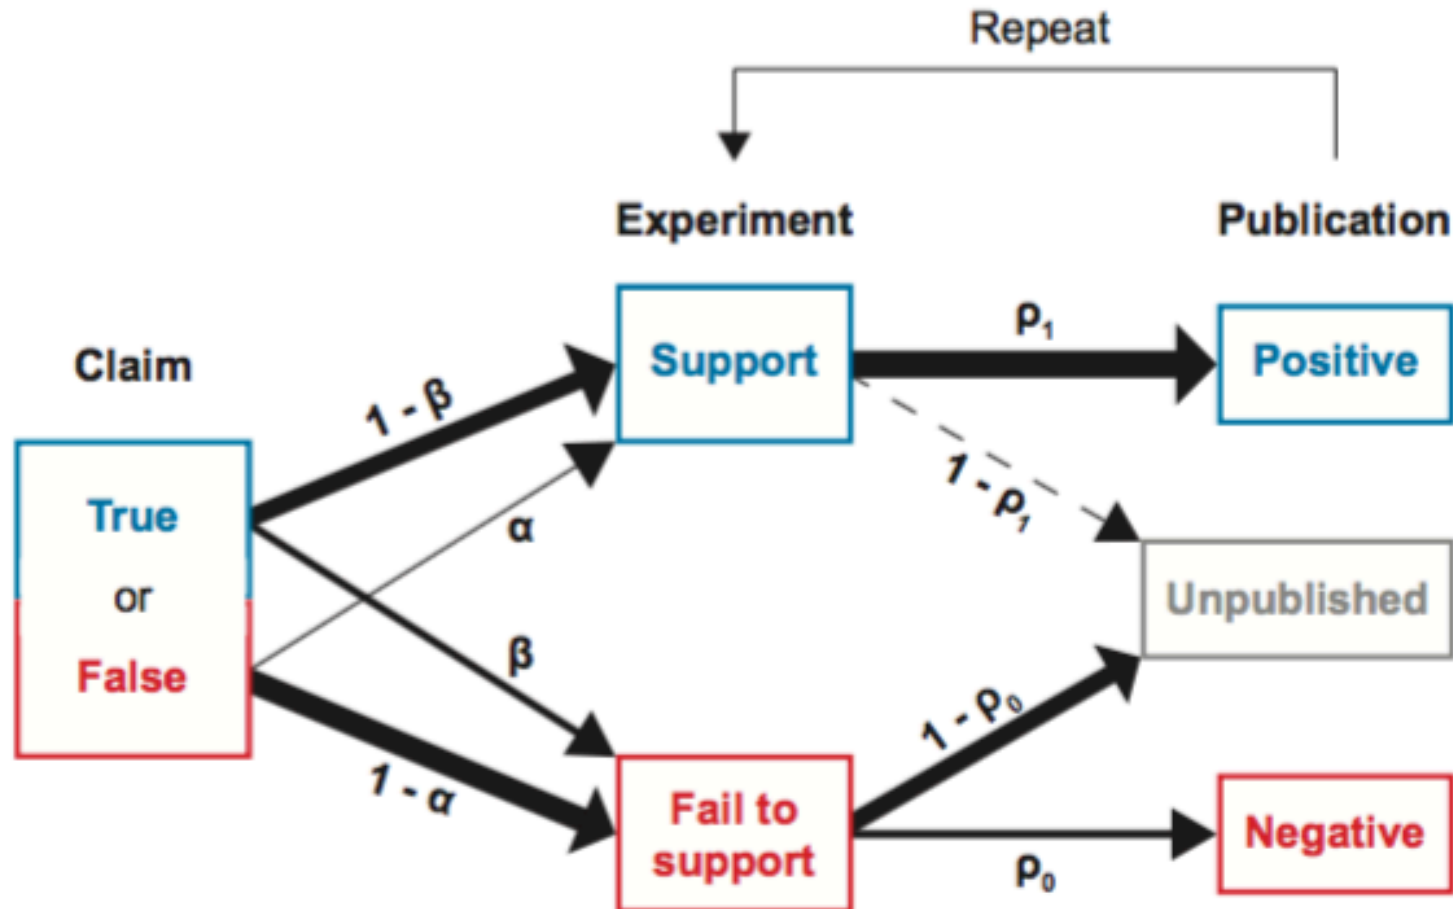 Repeat
Experiment
Publication
Claim
True
or
False
1 - β
α
β
1 - α
Support
Fail to
support
ρ₁
1 - ρ₁
1 - ρ₀
ρ₀
Positive
Unpublished
Negative